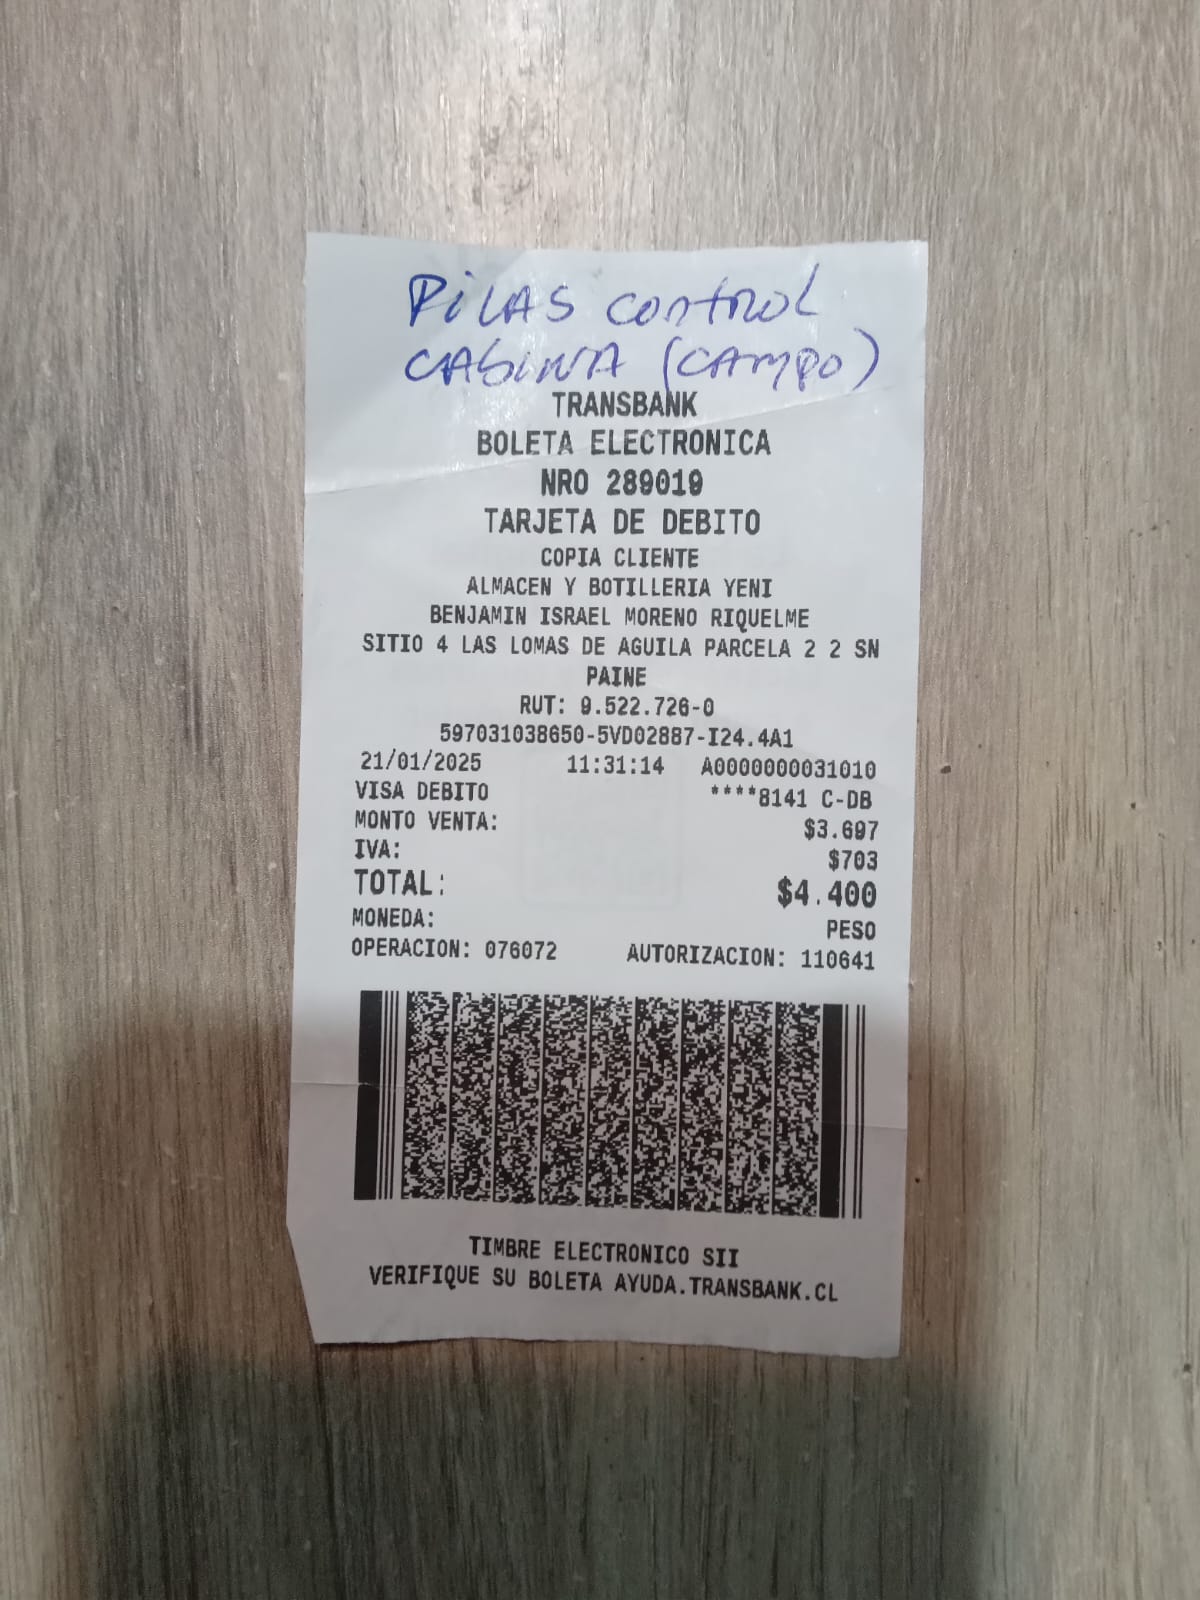 PILAS CONTROL
CABINA (CAMPO)
TRANSBANK
BOLETA ELECTRONICA
NRO 289019
TARJETA DE DEBITO
COPIA CLIENTE
ALMACEN Y BOTILLERIA YENI
BENJAMIN ISRAEL MORENO RIQUELME
SITIO 4 LAS LOMAS DE AGUILA PARCELA 2 2 SN
PAINE
RUT: 9.522.726-0
597031038650-5VD02887-I24.4A1
21/01/2025 11:31:14 A0000000031010
VISA DEBITO ****8141 C-DB
MONTO VENTA: $3.697
IVA: $703
TOTAL: $4.400
MONEDA: PESO
OPERACION: 076072 AUTORIZACION: 110641
TIMBRE ELECTRONICO SII
VERIFIQUE SU BOLETA AYUDA.TRANSBANK.CL